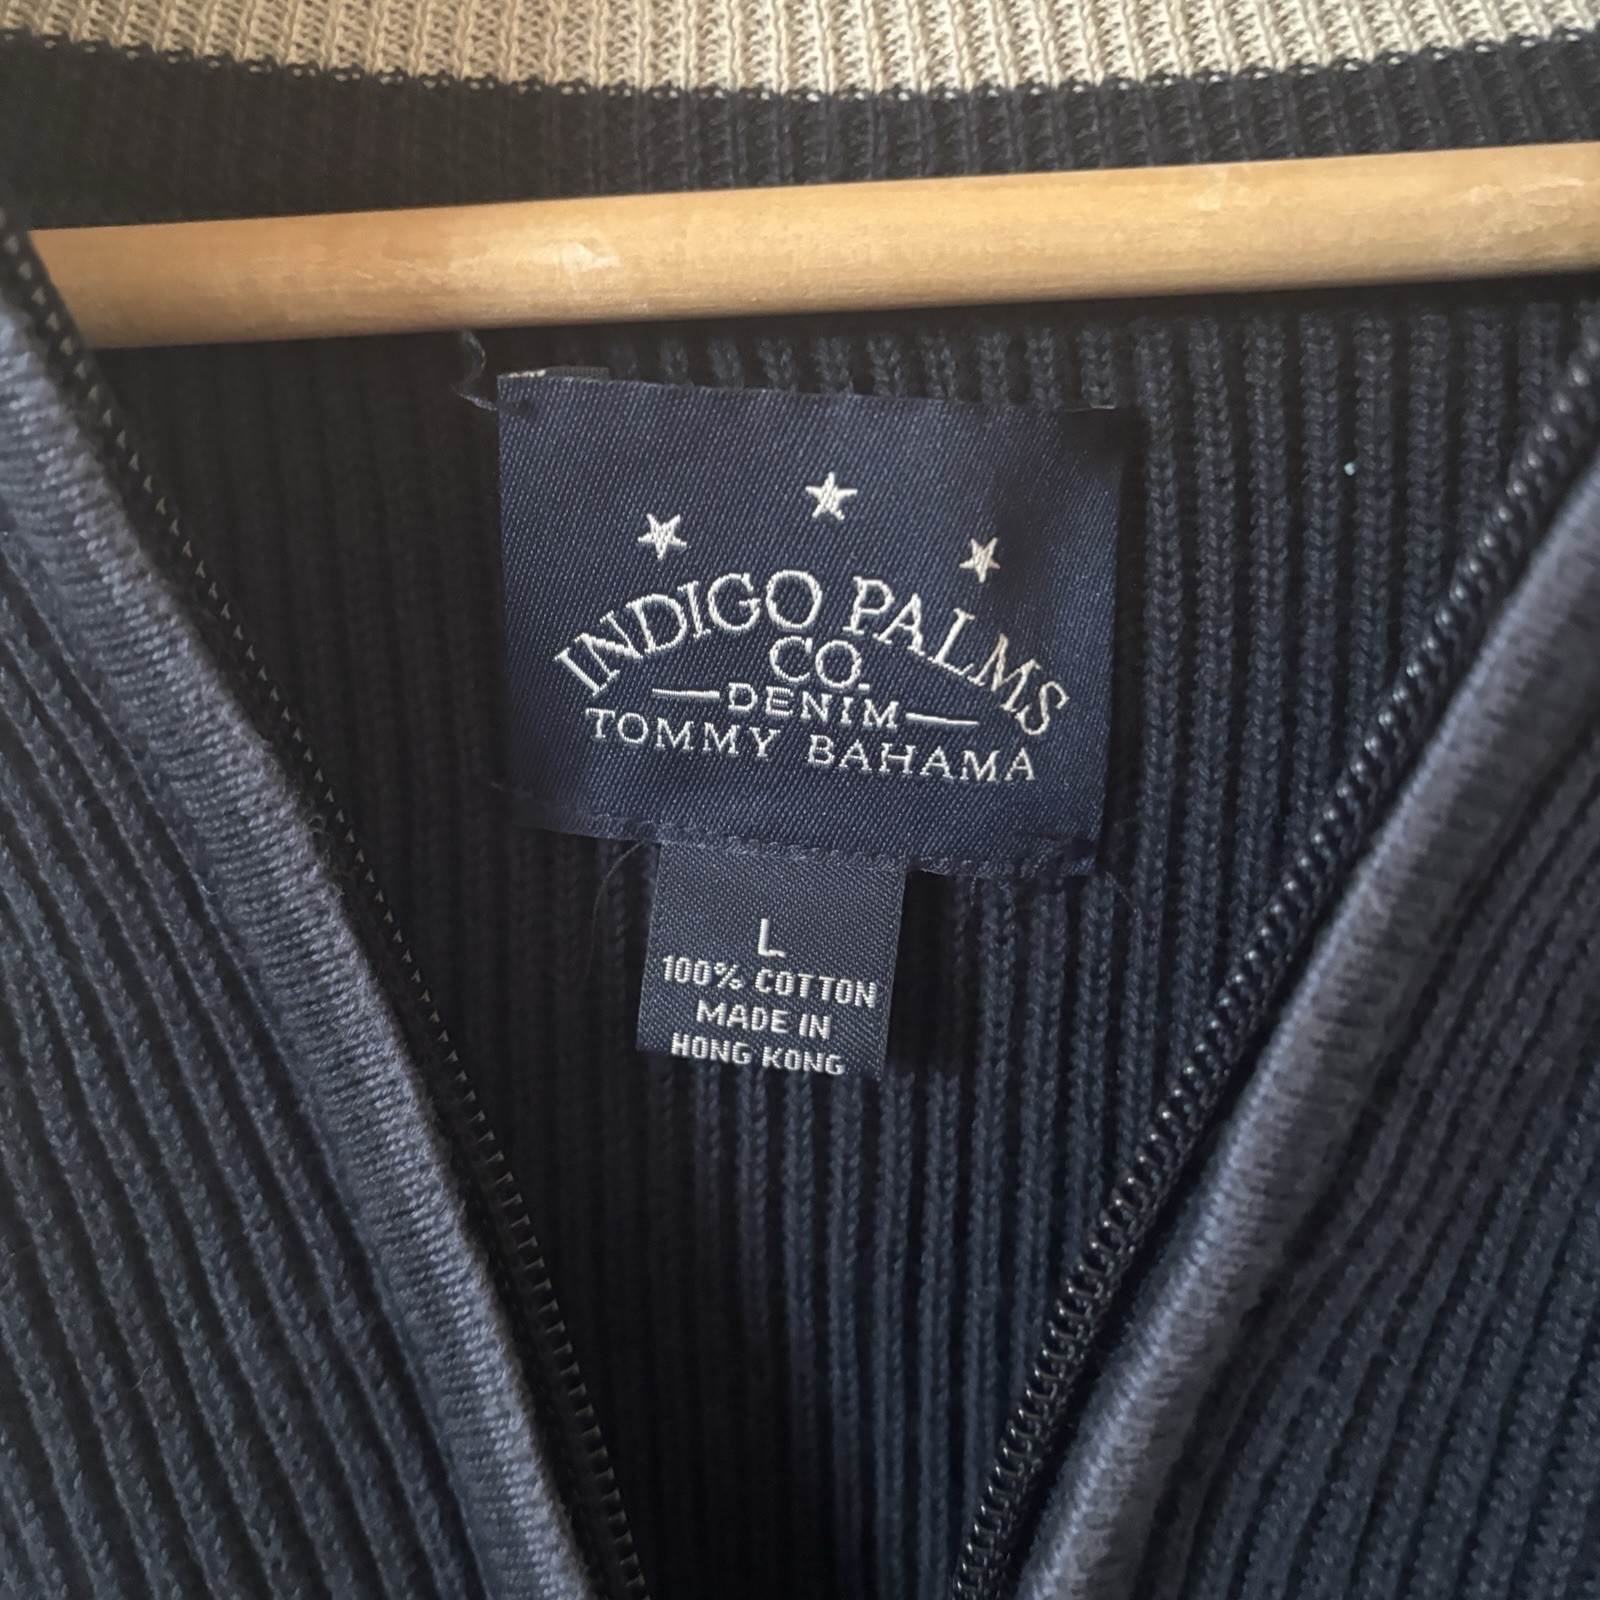 INDIGO PALMS
CO.
DENIM
TOMMY BAHAMA
L
100% COTTON
MADE IN
HONG KONG